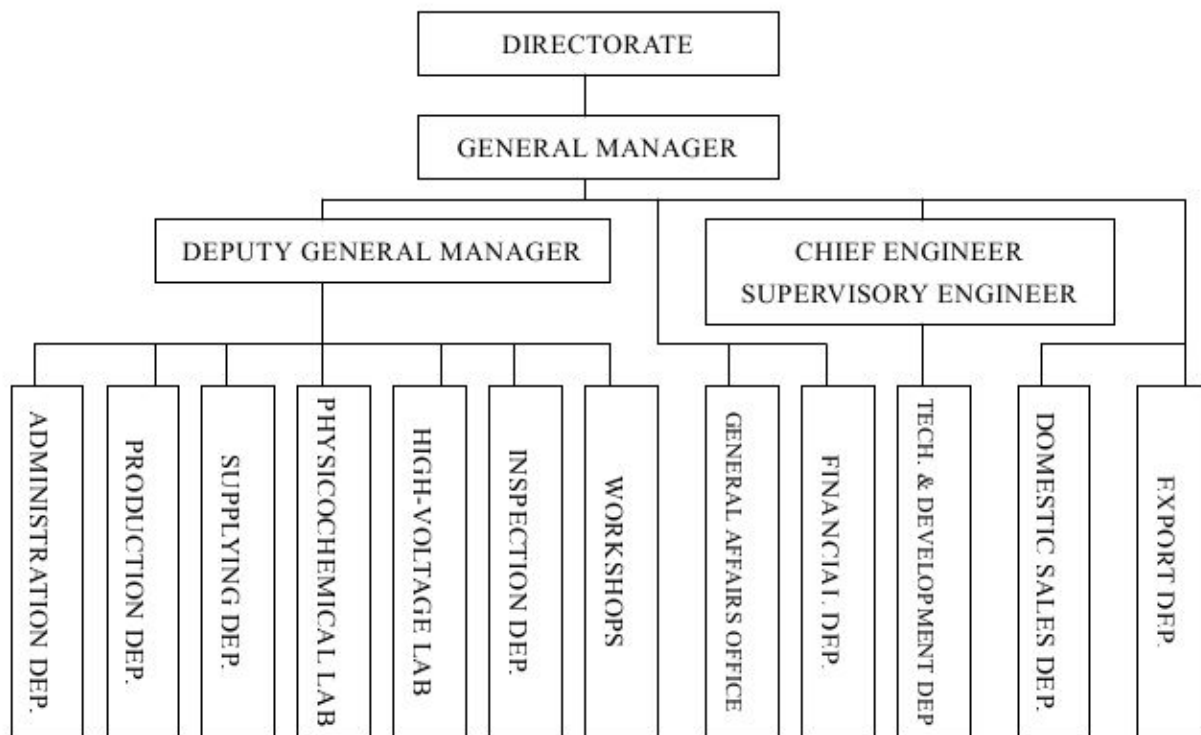 DIRECTORATE
GENERAL MANAGER
DEPUTY GENERAL MANAGER
CHIEF ENGINEER
SUPERVISORY ENGINEER
ADMINISTRATION DEP.
PRODUCTION DEP.
SUPPLYING DEP.
PHYSICOCHEMICAL LAB
HIGH-VOLTAGE LAB
INSPECTION DEP.
WORKSHOPS
GENERAL AFFAIRS OFFICE
FINANCIAL DEP.
TECH. & DEVELOPMENT DEP
DOMESTIC SALES DEP.
EXPORT DEP.